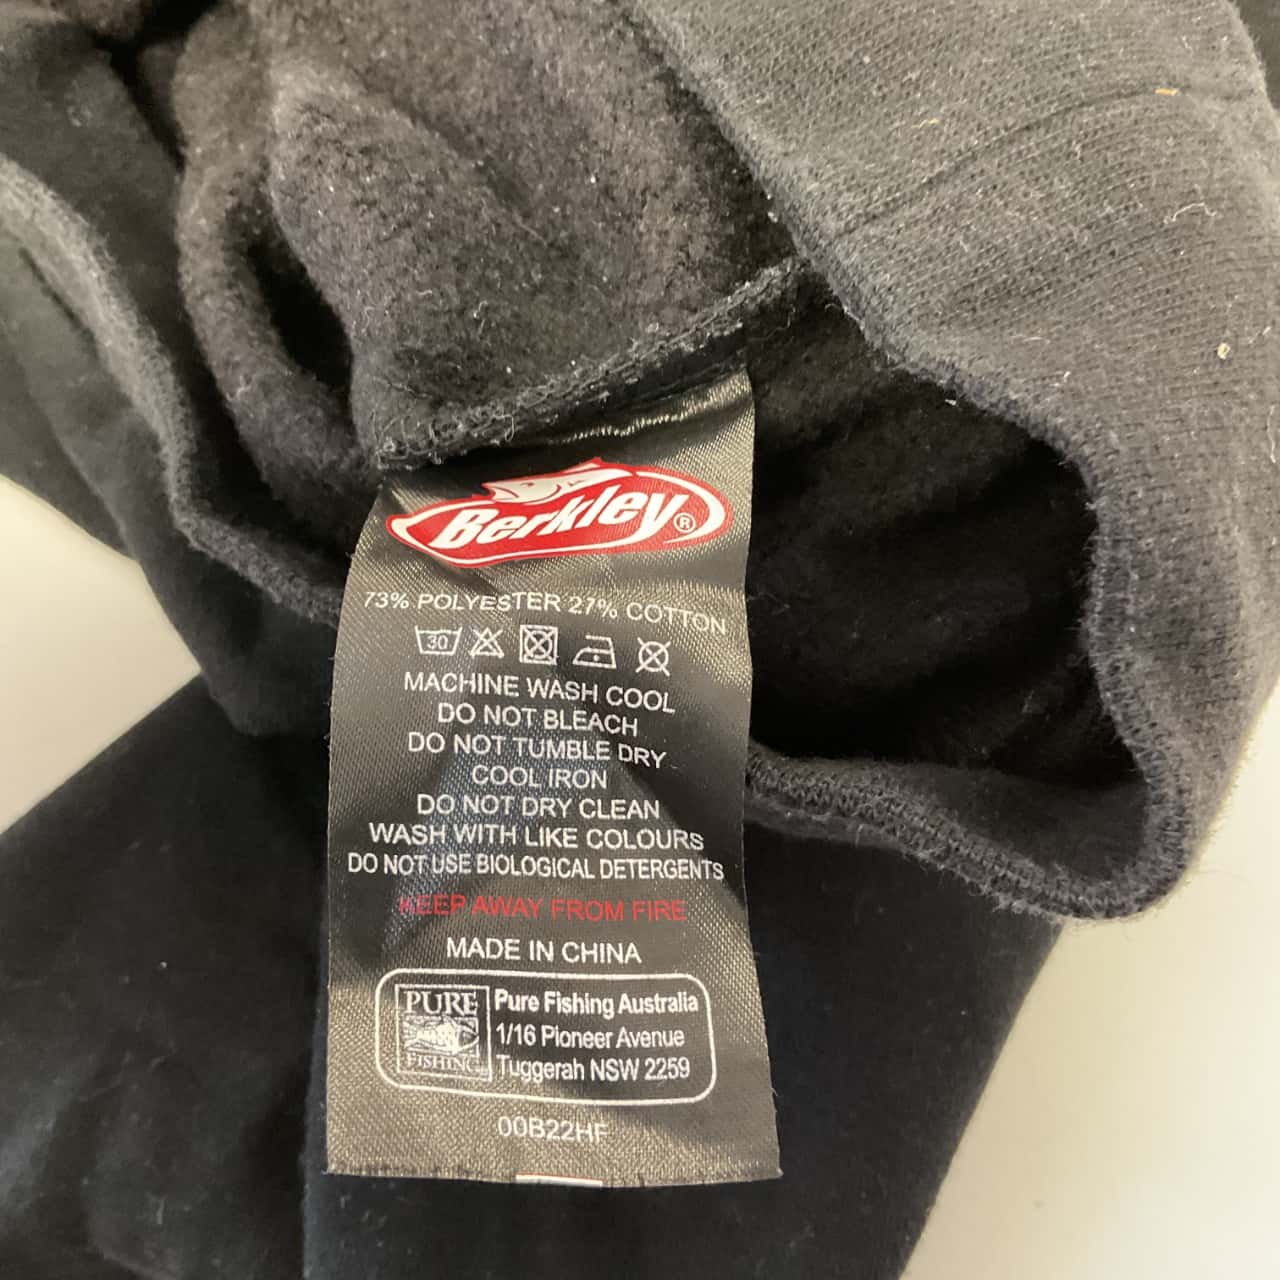 Berkley®
73% POLYESTER 27% COTTON
30
MACHINE WASH COOL
DO NOT BLEACH
DO NOT TUMBLE DRY
COOL IRON
DO NOT DRY CLEAN
WASH WITH LIKE COLOURS
DO NOT USE BIOLOGICAL DETERGENTS
KEEP AWAY FROM FIRE
MADE IN CHINA
PURE
FISHING
Pure Fishing Australia
1/16 Pioneer Avenue
Tuggerah NSW 2259
00B22HF